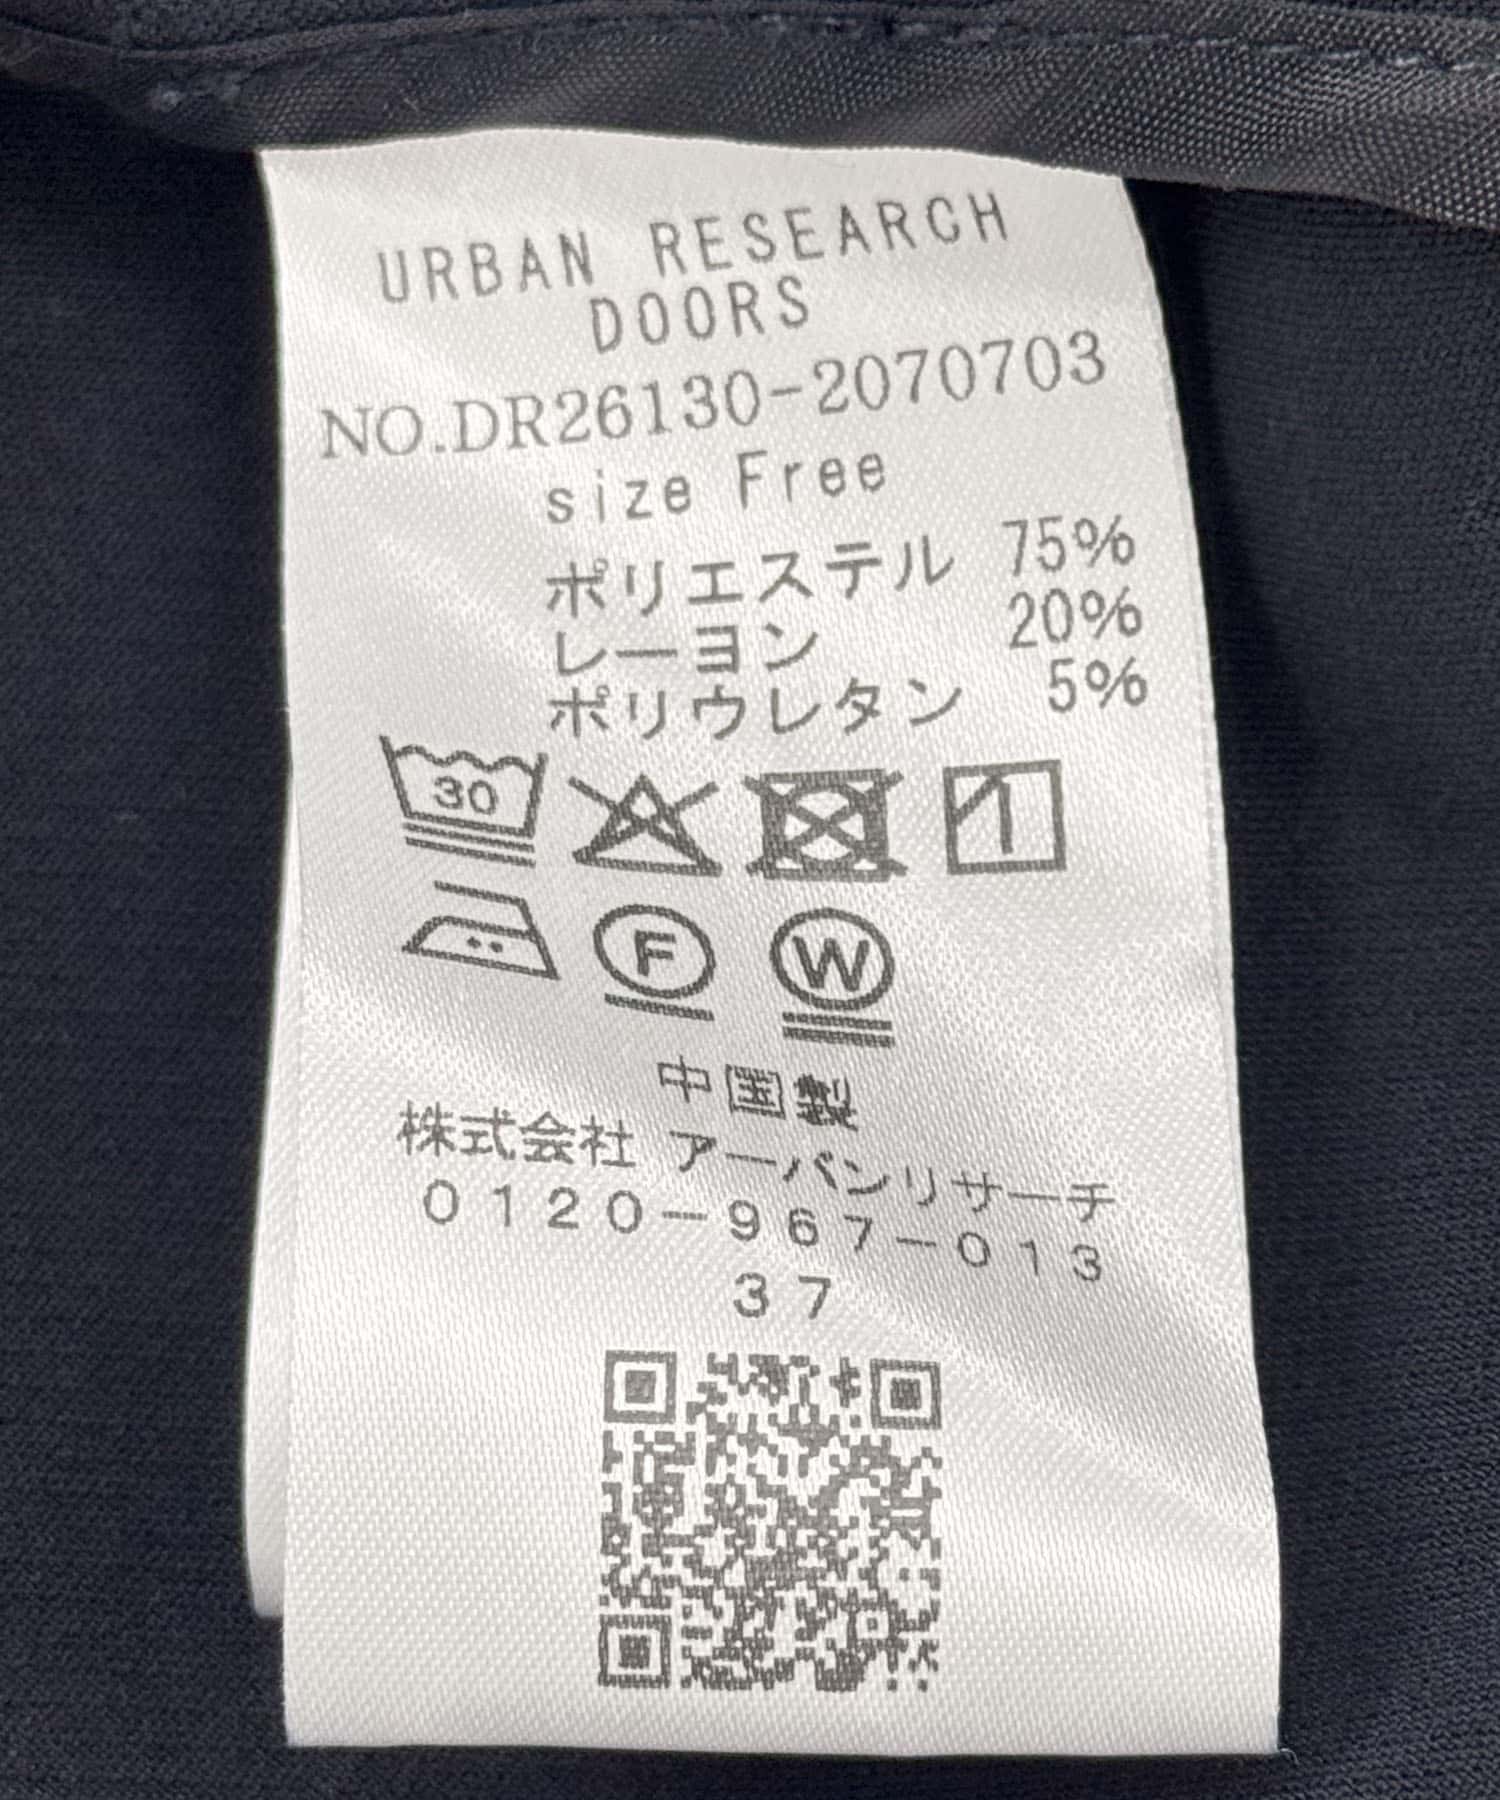 URBAN RESEARCH
DOORS
NO.DR26130-2070703
size Free
ポリエステル 75%
レーヨン 20%
ポリウレタン 5%
30
F
W
中国製
株式会社 アーバンリサーチ
0120-967-013
37